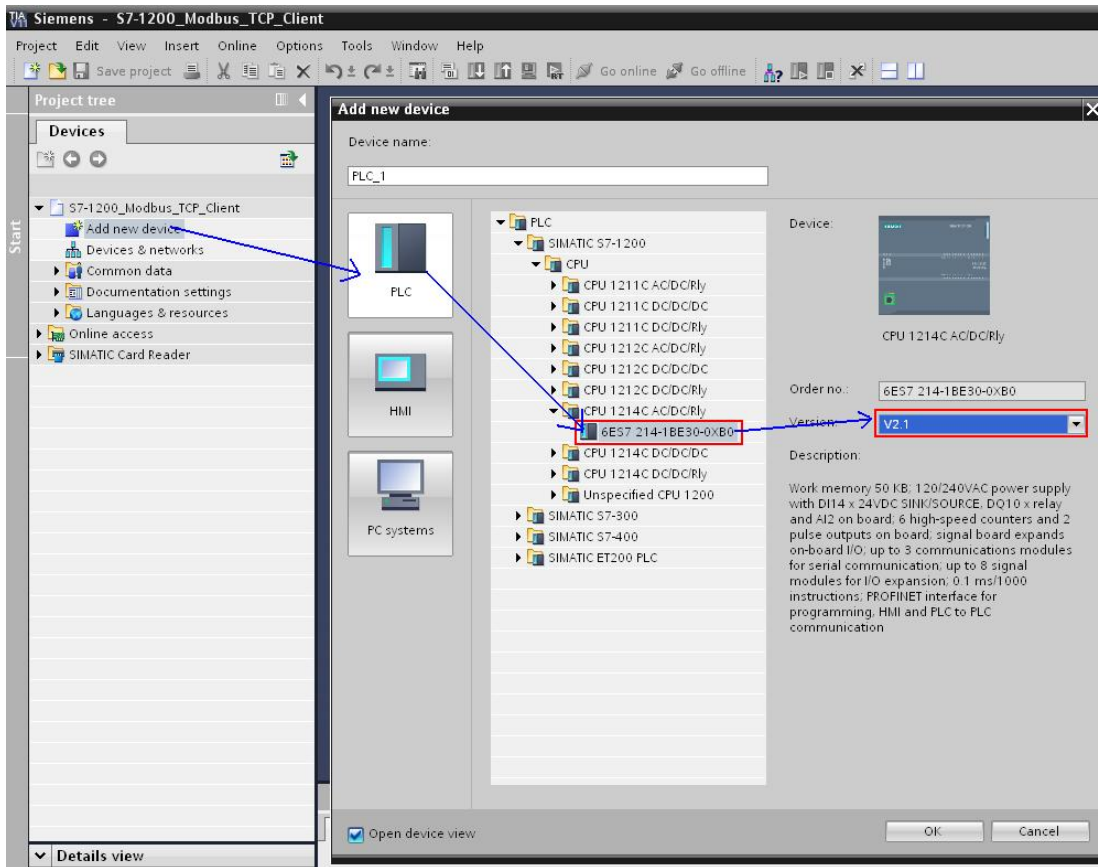 Siemens - S7-1200_Modbus_TCP_Client
Project Edit View Insert Online Options Tools Window Help
Save project
Go online
Go offline
Start
Project tree
Devices
S7-1200_Modbus_TCP_Client
Add new device
Devices & networks
Common data
Documentation settings
Languages & resources
Online access
SIMATIC Card Reader
Details view
Add new device
Device name:
PLC_1
PLC
HMI
PC systems
PLC
SIMATIC S7-1200
CPU
CPU 1211C AC/DC/Rly
CPU 1211C DC/DC/DC
CPU 1211C DC/DC/Rly
CPU 1212C AC/DC/Rly
CPU 1212C DC/DC/DC
CPU 1212C DC/DC/Rly
CPU 1214C AC/DC/Rly
6ES7 214-1BE30-0XB0
CPU 1214C DC/DC/DC
CPU 1214C DC/DC/Rly
Unspecified CPU 1200
SIMATIC S7-300
SIMATIC S7-400
SIMATIC ET200 PLC
Device:
CPU 1214C AC/DC/Rly
Order no.: 6ES7 214-1BE30-0XB0
Version: V2.1
Description:
Work memory 50 KB; 120/240VAC power supply
with DI14 x 24VDC SINK/SOURCE, DQ10 x relay
and AI2 on board; 6 high-speed counters and 2
pulse outputs on board; signal board expands
on-board I/O; up to 3 communications modules
for serial communication; up to 8 signal
modules for I/O expansion; 0.1 ms/1000
instructions; PROFINET interface for
programming, HMI and PLC to PLC
communication
Open device view
OK
Cancel